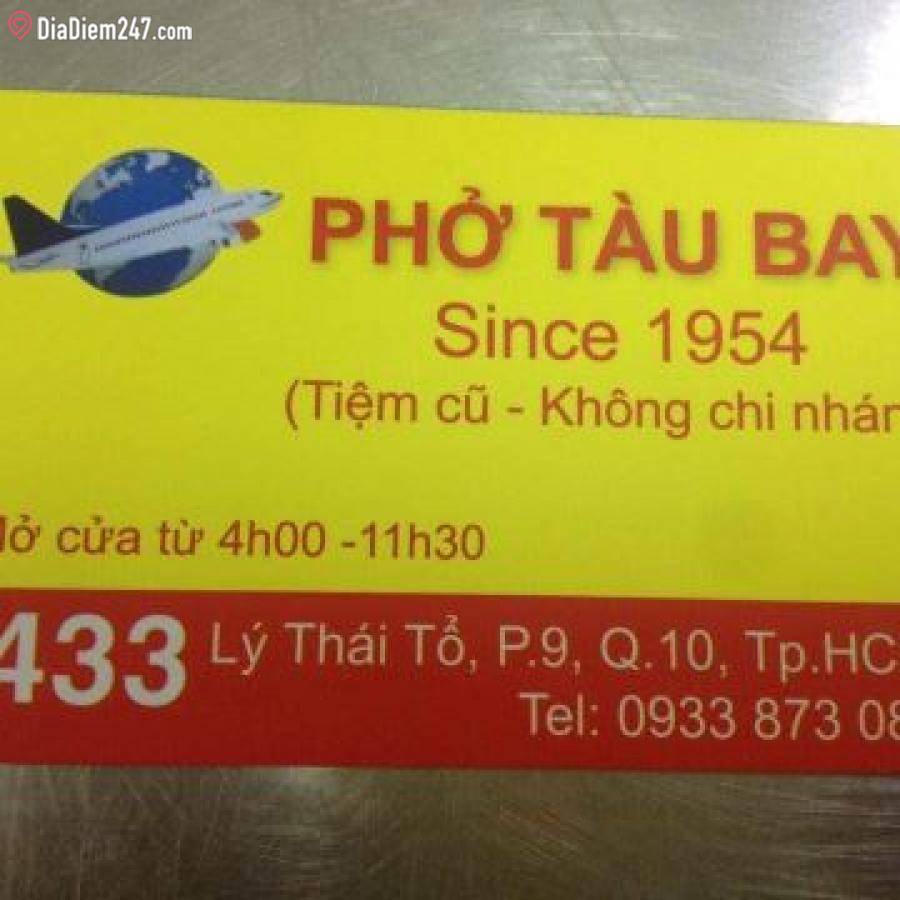 DiaDiem247.com
PHỞ TÀU BAY
Since 1954
(Tiệm cũ - Không chi nhán
ở cửa từ 4h00 -11h30
433 Lý Thái Tổ, P.9, Q.10, Tp.HC
Tel: 0933 873 08